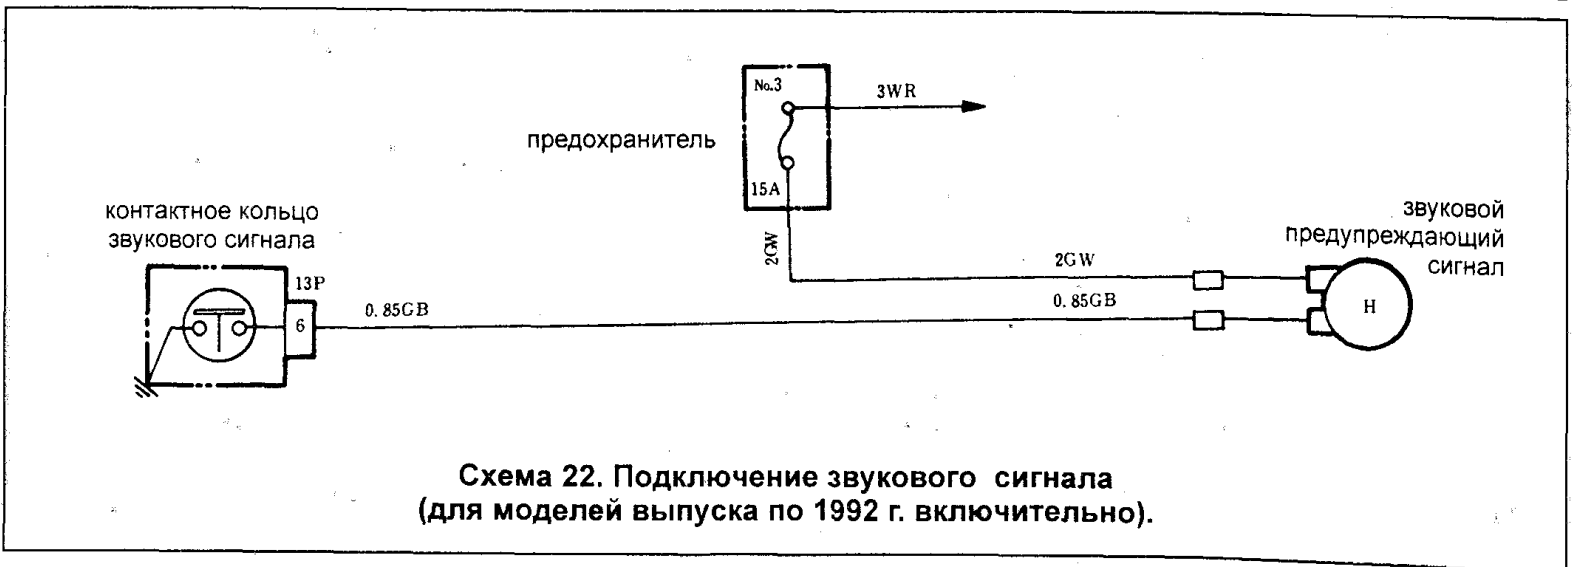 No.3
3WR
предохранитель
15A
контактное кольцо
звукового сигнала
звуковой
предупреждающий
сигнал
2GW
2GW
13P
6
0.85GB
0.85GB
H
Схема 22. Подключение звукового сигнала
(для моделей выпуска по 1992 г. включительно).